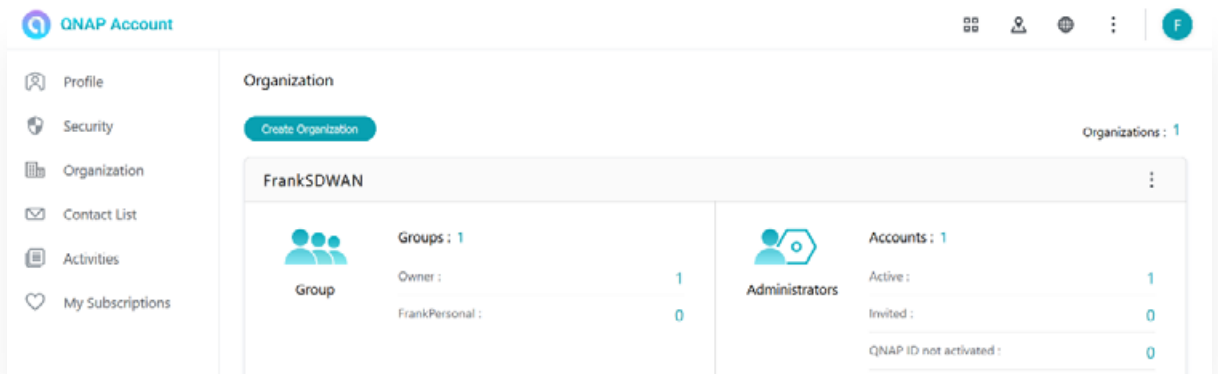 QNAP Account
F
Profile
Security
Organization
Contact List
Activities
My Subscriptions
Organization
Create Organization
Organizations : 1
FrankSDWAN
Group
Groups : 1
Owner : 1
FrankPersonal : 0
Administrators
Accounts : 1
Active : 1
Invited : 0
QNAP ID not activated : 0